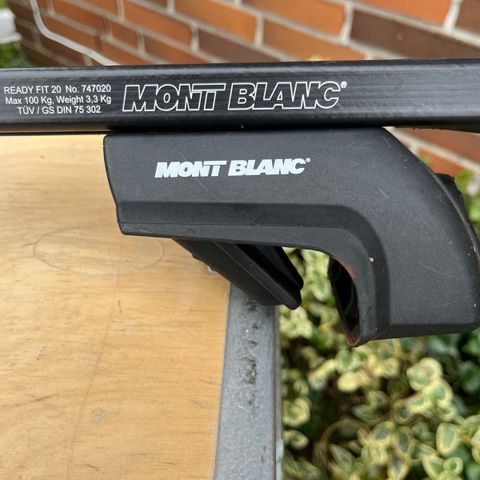 READY FIT 20 No. 747020
Max 100 Kg, Weight 3,3 Kg
TÜV / GS DIN 75 302
MONT BLANC®
MONT BLANC®